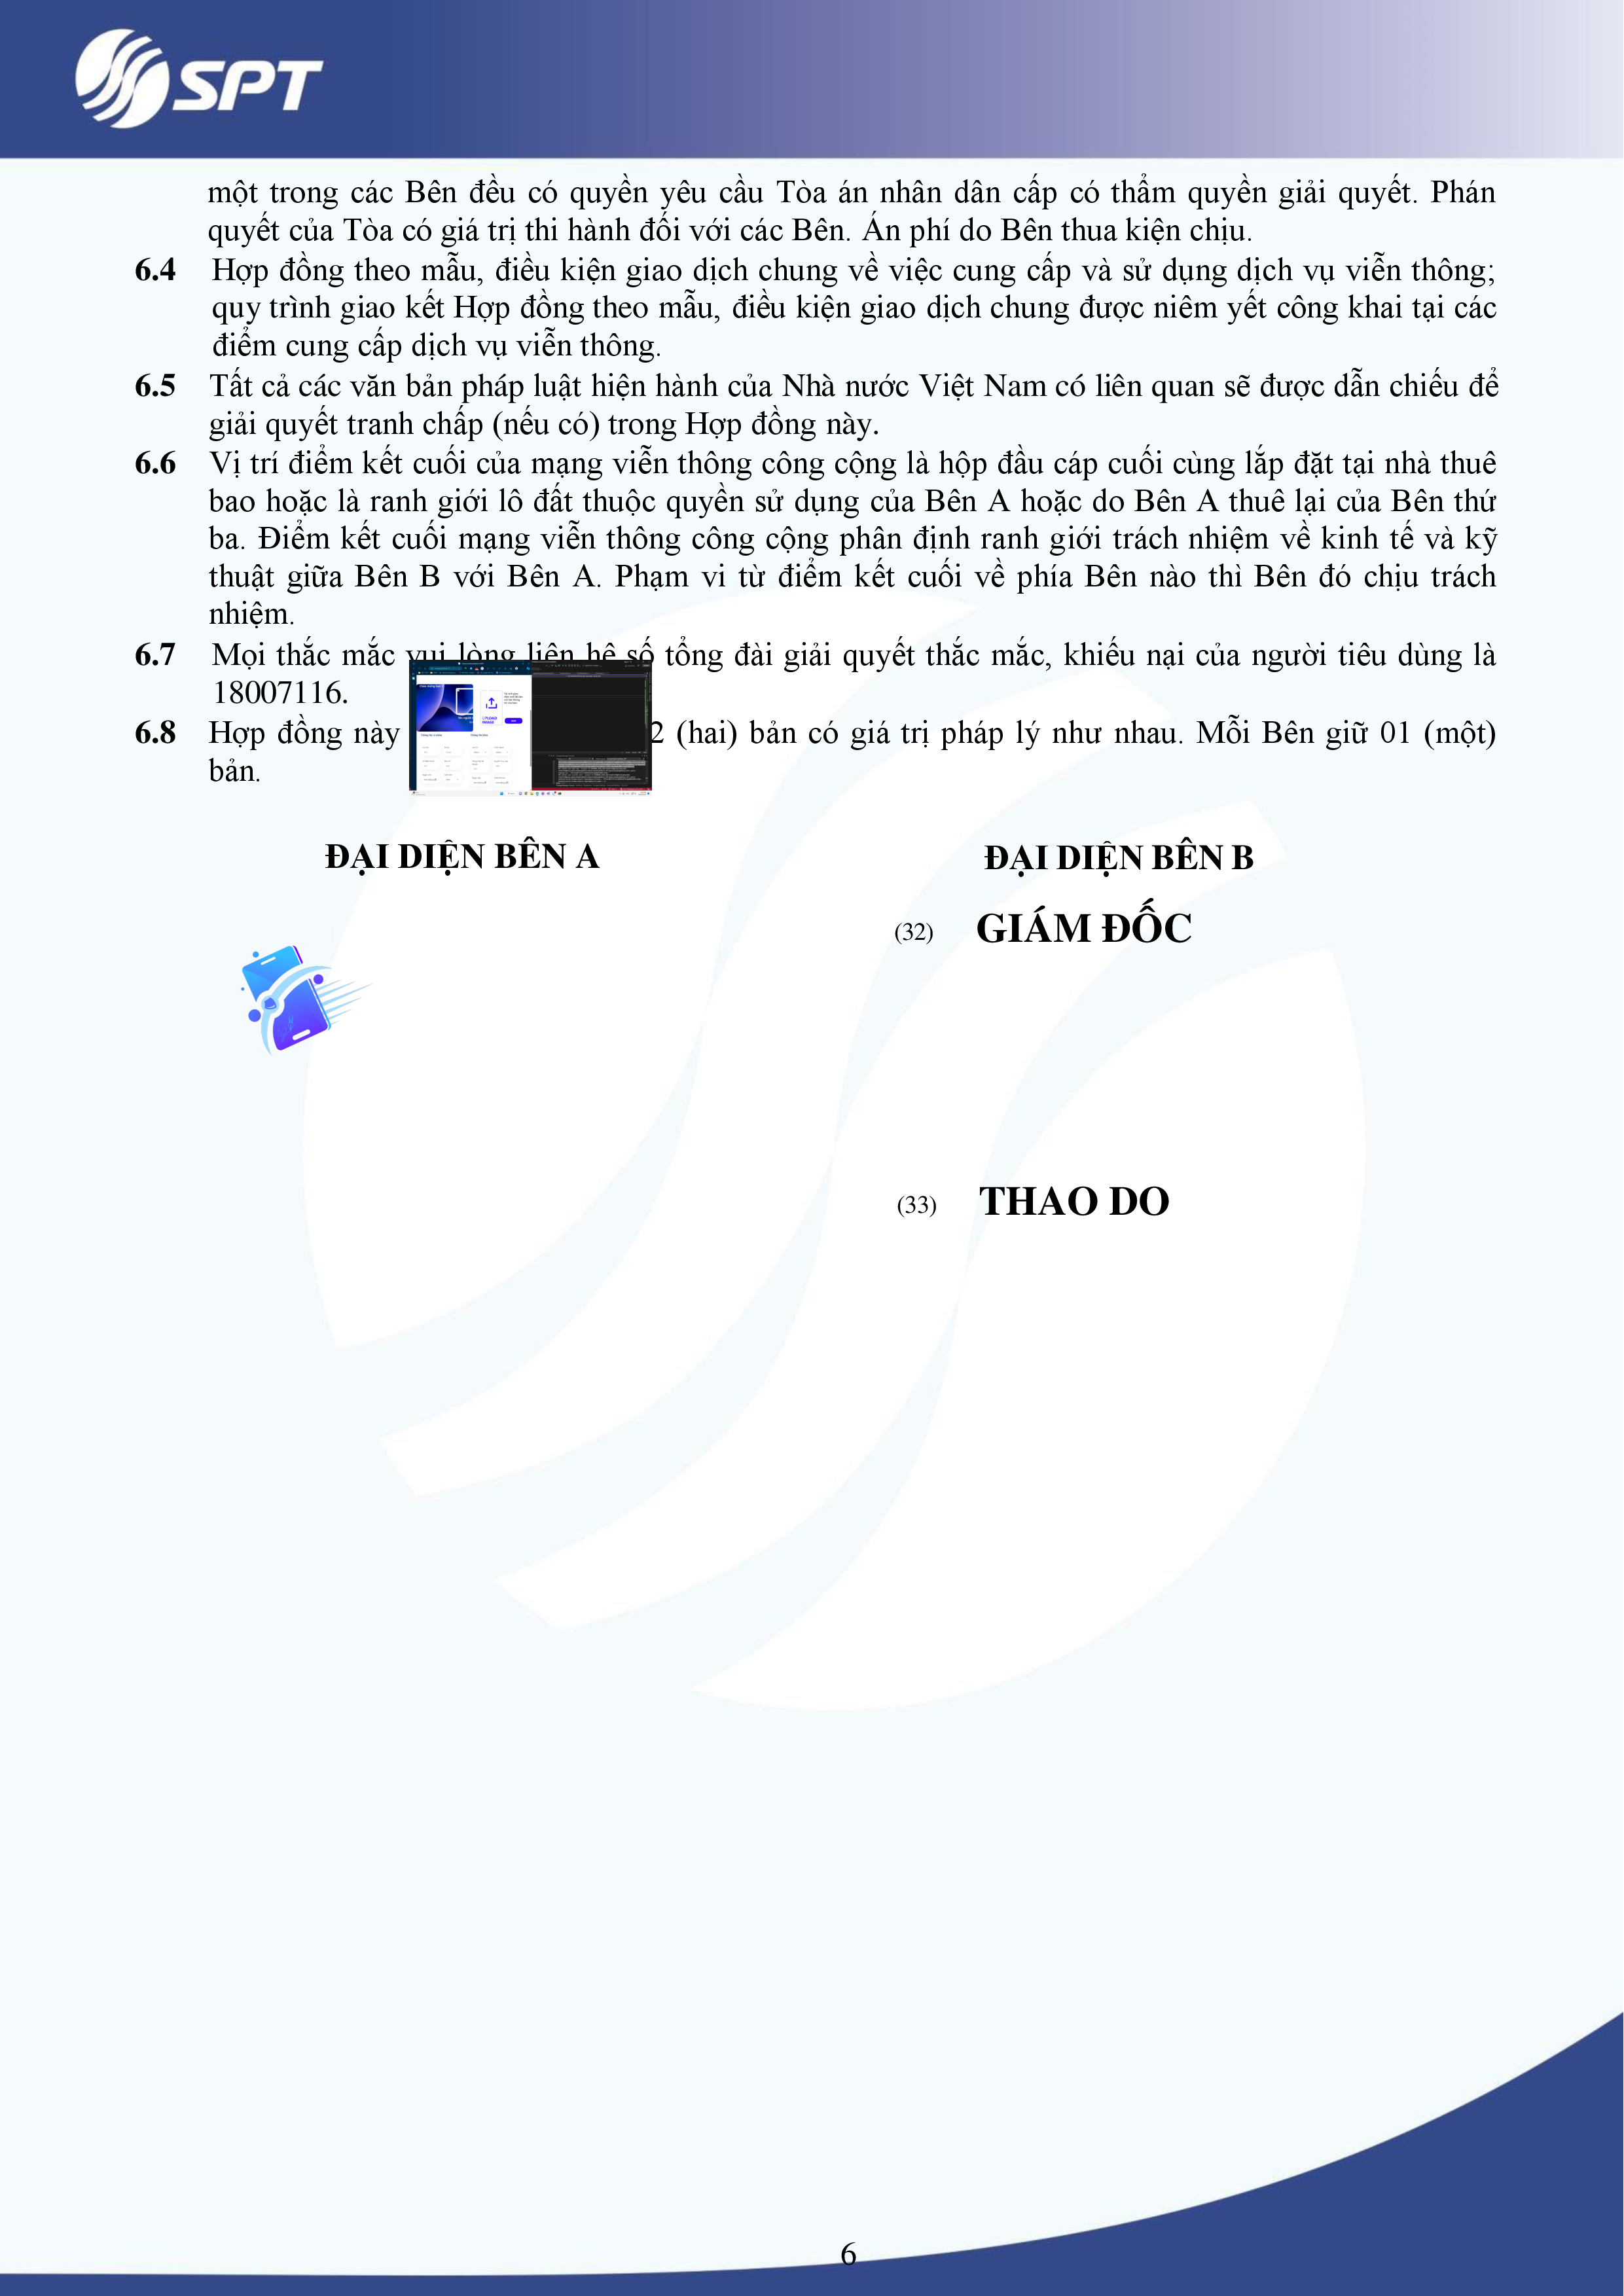 SPT
một trong các Bên đều có quyền yêu cầu Tòa án nhân dân cấp có thẩm quyền giải quyết. Phán
quyết của Tòa có giá trị thi hành đối với các Bên. Án phí do Bên thua kiện chịu.
6.4 Hợp đồng theo mẫu, điều kiện giao dịch chung về việc cung cấp và sử dụng dịch vụ viễn thông;
quy trình giao kết Hợp đồng theo mẫu, điều kiện giao dịch chung được niêm yết công khai tại các
điểm cung cấp dịch vụ viễn thông.
6.5 Tất cả các văn bản pháp luật hiện hành của Nhà nước Việt Nam có liên quan sẽ được dẫn chiếu để
giải quyết tranh chấp (nếu có) trong Hợp đồng này.
6.6 Vị trí điểm kết cuối của mạng viễn thông công cộng là hộp đầu cáp cuối cùng lắp đặt tại nhà thuê
bao hoặc là ranh giới lô đất thuộc quyền sử dụng của Bên A hoặc do Bên A thuê lại của Bên thứ
ba. Điểm kết cuối mạng viễn thông công cộng phân định ranh giới trách nhiệm về kinh tế và kỹ
thuật giữa Bên B với Bên A. Phạm vi từ điểm kết cuối về phía Bên nào thì Bên đó chịu trách
nhiệm.
6.7 Mọi thắc mắc vui lòng liên hệ số tổng đài giải quyết thắc mắc, khiếu nại của người tiêu dùng là
18007116.
6.8 Hợp đồng này 2 (hai) bản có giá trị pháp lý như nhau. Mỗi Bên giữ 01 (một)
bản.
UPLOAD
IMAGE
ĐẠI DIỆN BÊN A
ĐẠI DIỆN BÊN B
(32) GIÁM ĐỐC
(33) THAO DO
6